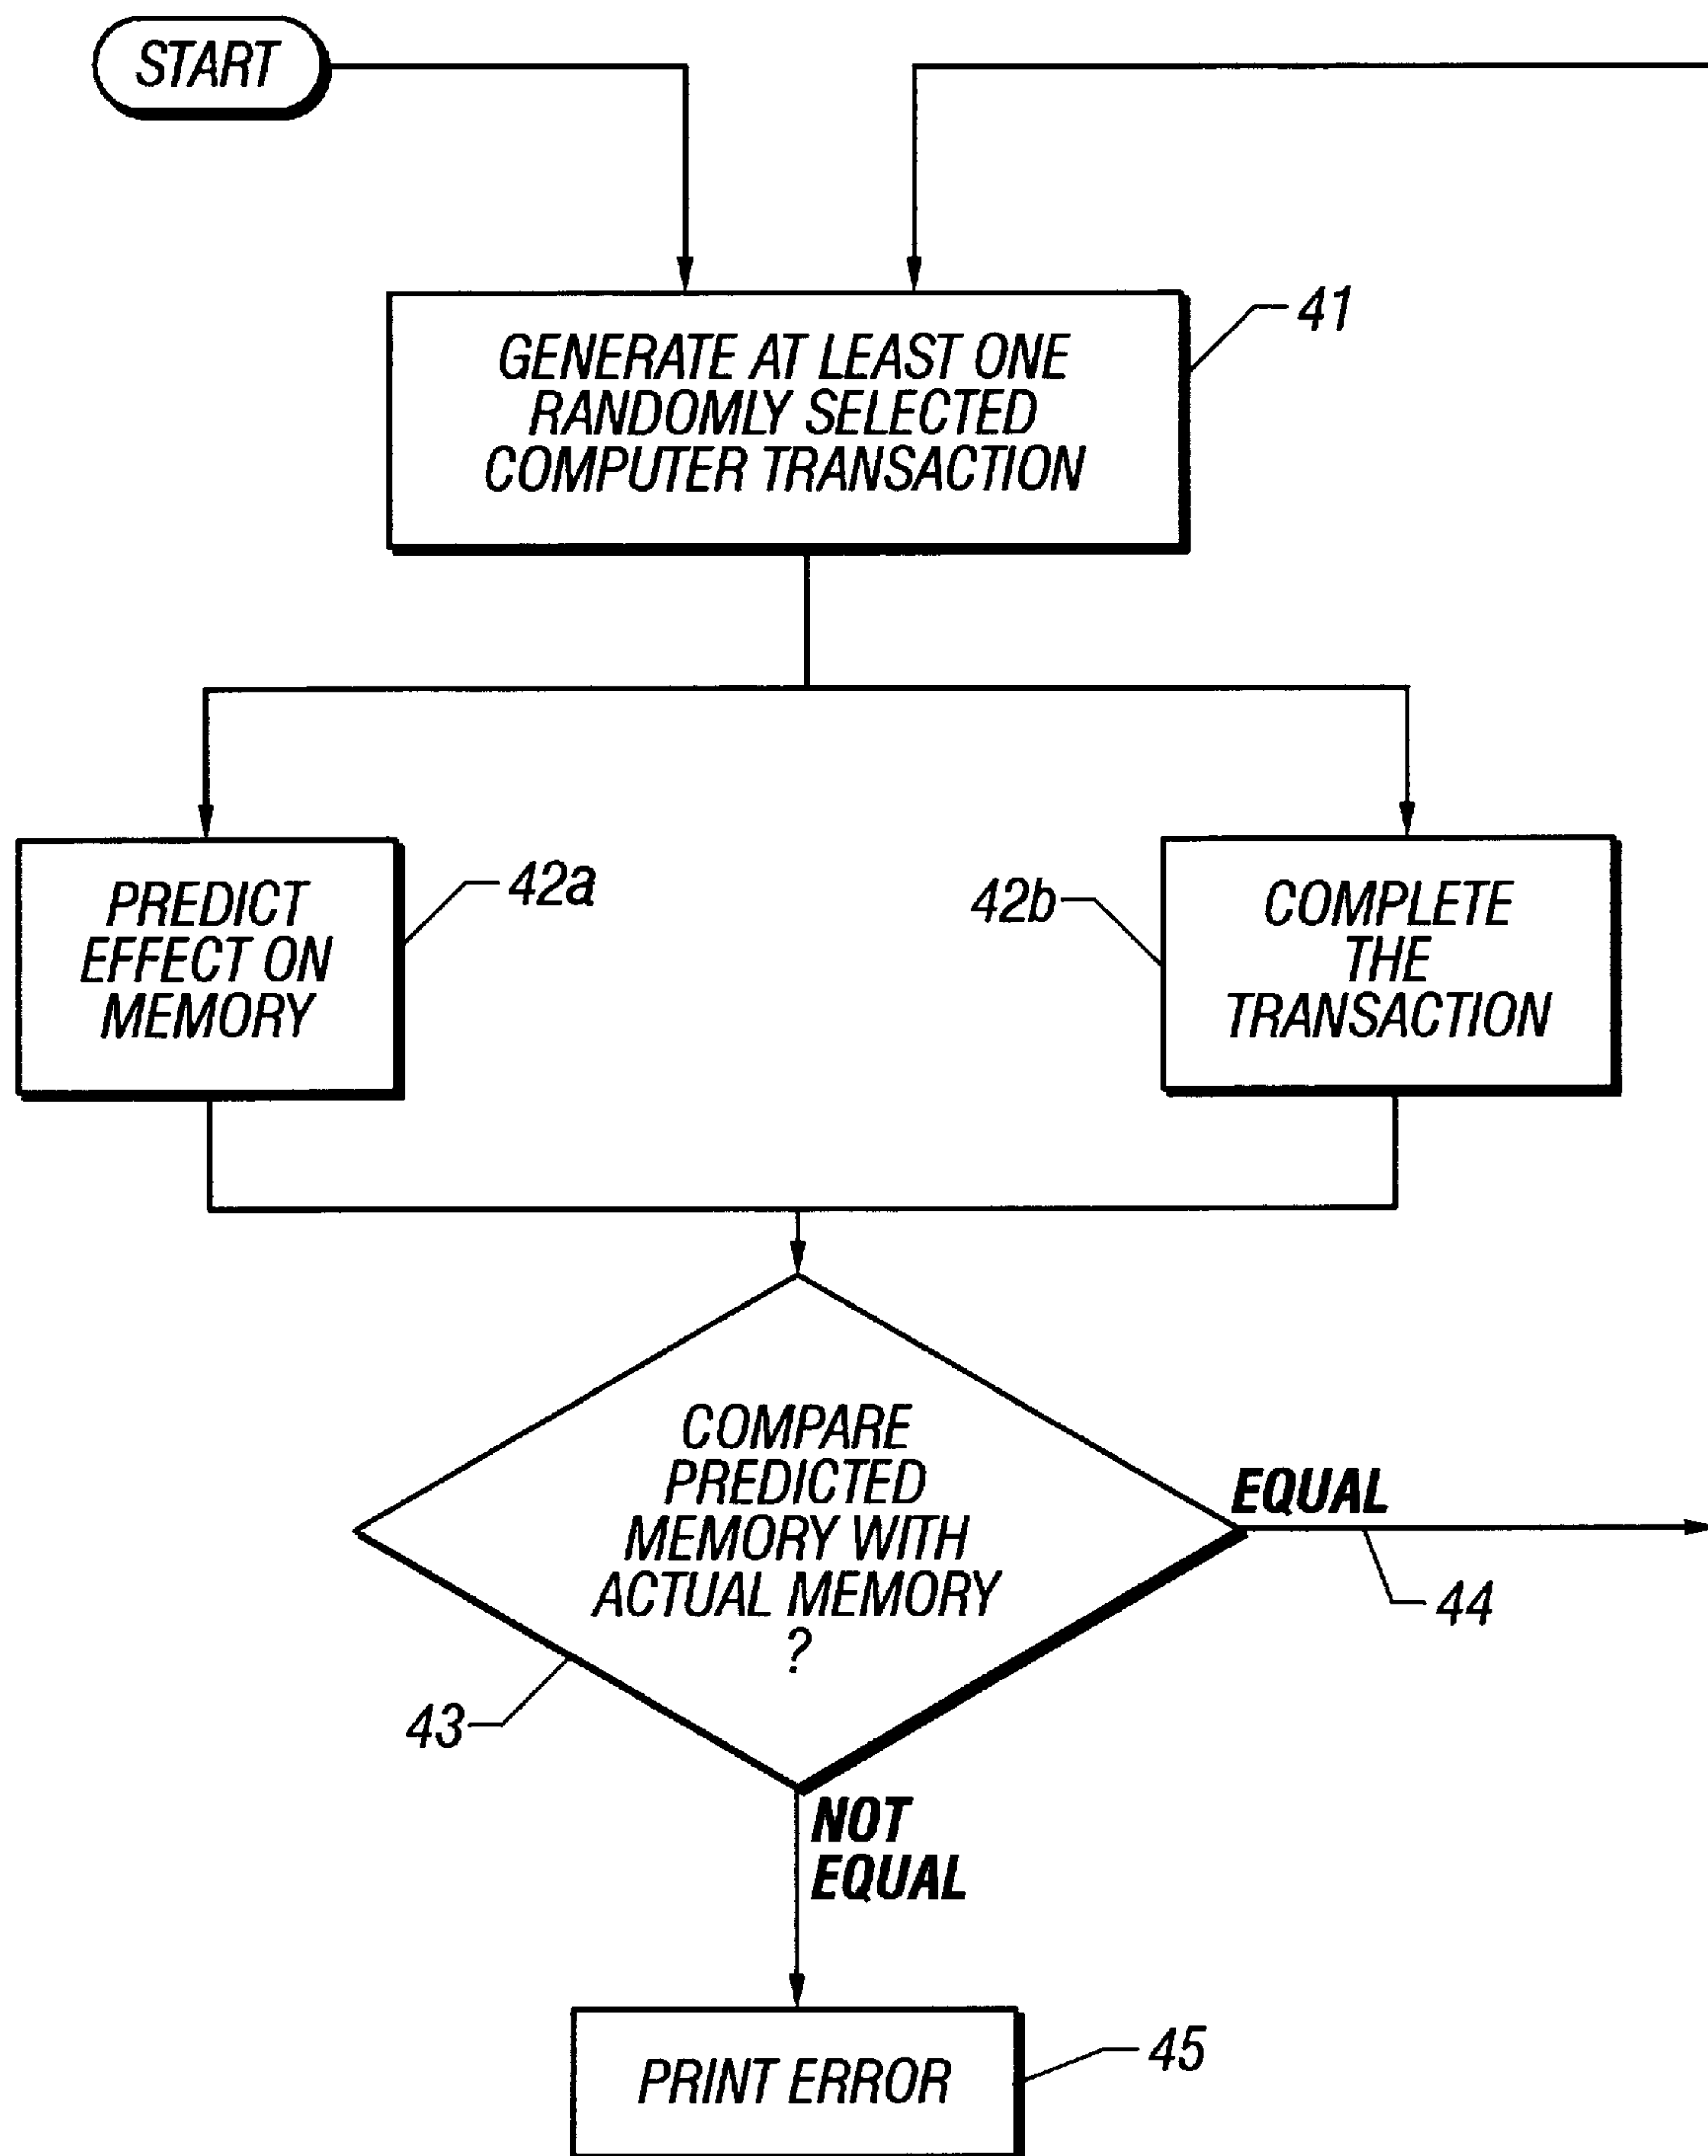 START
GENERATE AT LEAST ONE
RANDOMLY SELECTED
COMPUTER TRANSACTION
41
PREDICT
EFFECT ON
MEMORY
42a
42b
COMPLETE
THE
TRANSACTION
COMPARE
PREDICTED
MEMORY WITH
ACTUAL MEMORY
?
EQUAL
44
43
NOT
EQUAL
PRINT ERROR
45